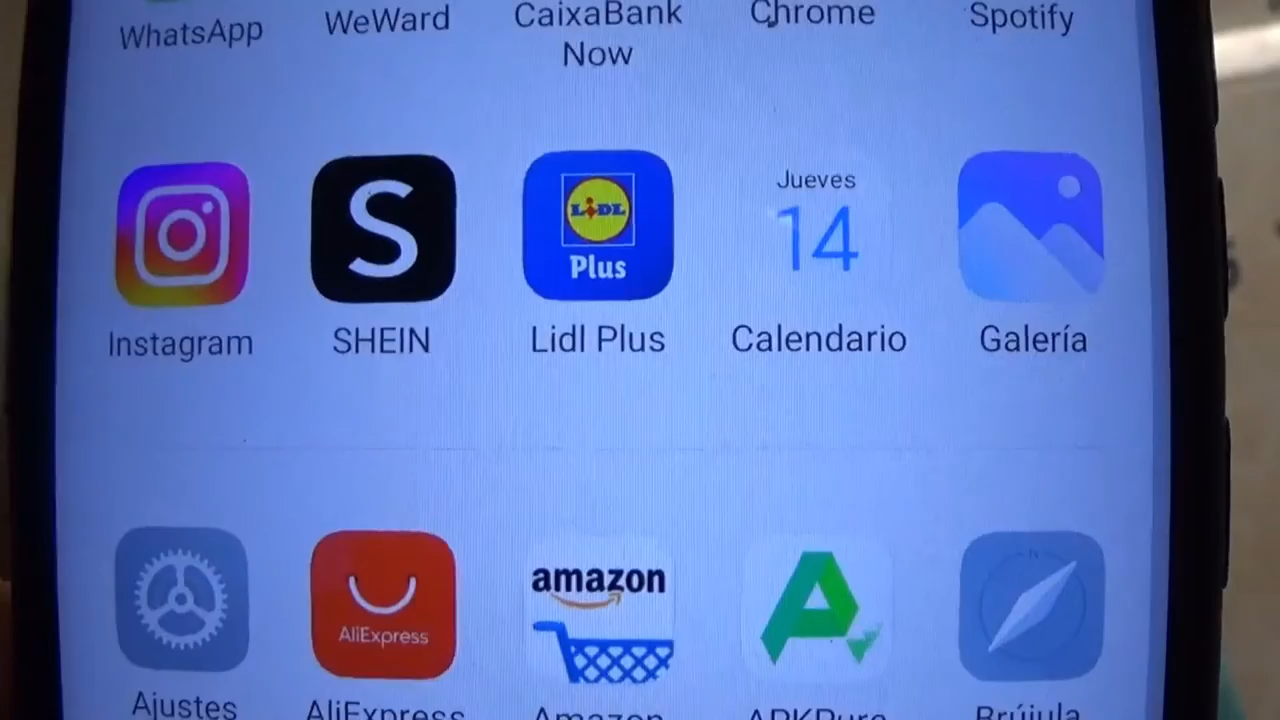 WhatsApp
WeWard
CaixaBank
Now
Chrome
Spotify
S
LIDL
Plus
Jueves
14
Instagram
SHEIN
Lidl Plus
Calendario
Galería
AliExpress
amazon
Ajustes
AliExpress
Amazon
APKPure
Brújula